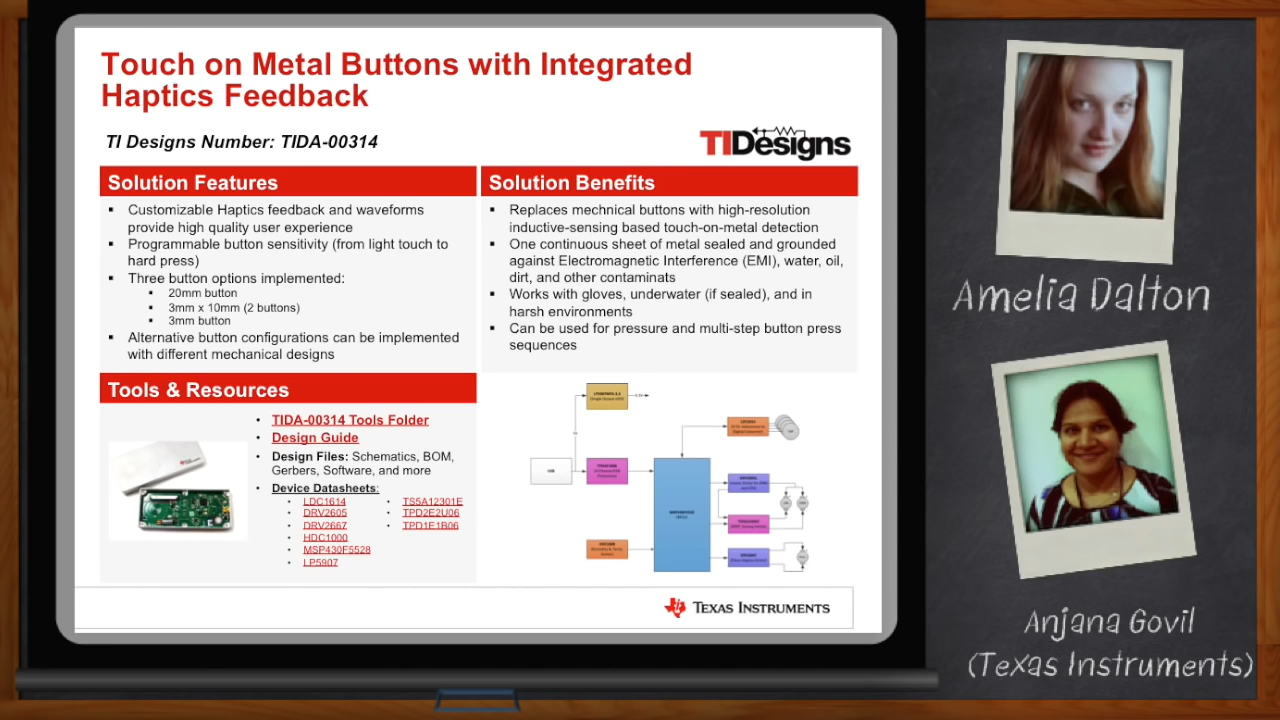 Touch on Metal Buttons with Integrated
Haptics Feedback
TI Designs Number: TIDA-00314
TIDesigns
Solution Features
▪ Customizable Haptics feedback and waveforms
provide high quality user experience
▪ Programmable button sensitivity (from light touch to
hard press)
▪ Three button options implemented:
▪ 20mm button
▪ 3mm x 10mm (2 buttons)
▪ 3mm button
▪ Alternative button configurations can be implemented
with different mechanical designs
Solution Benefits
▪ Replaces mechnical buttons with high-resolution
inductive-sensing based touch-on-metal detection
▪ One continuous sheet of metal sealed and grounded
against Electromagnetic Interference (EMI), water, oil,
dirt, and other contaminats
▪ Works with gloves, underwater (if sealed), and in
harsh environments
▪ Can be used for pressure and multi-step button press
sequences
Tools & Resources
• TIDA-00314 Tools Folder
• Design Guide
• Design Files: Schematics, BOM,
Gerbers, Software, and more
• Device Datasheets:
• LDC1614
• DRV2605
• DRV2667
• HDC1000
• MSP430F5528
• LP5907
• TS5A12301E
• TPD2E2U06
• TPD1E1B06
TEXAS INSTRUMENTS
Amelia Dalton
Anjana Govil
(Texas Instruments)